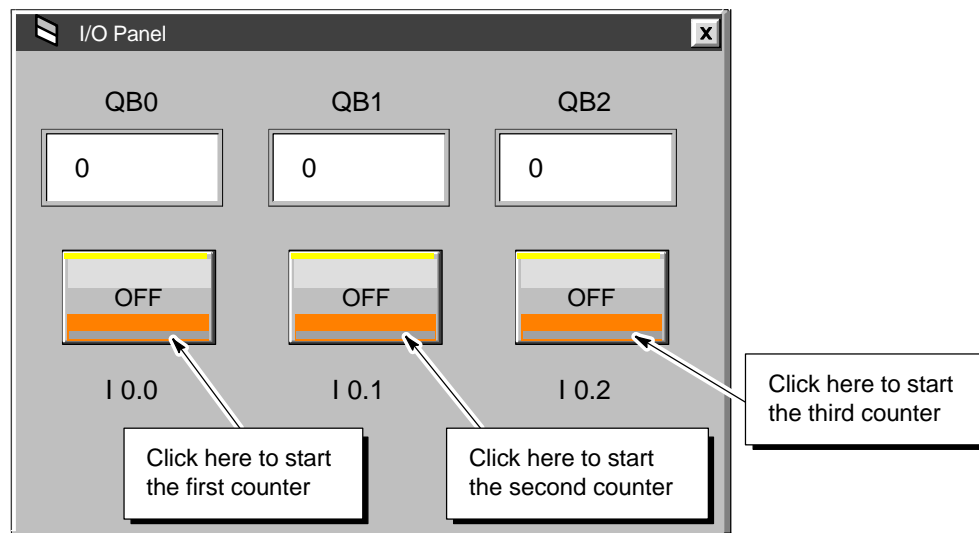 I/O Panel
X
QB0 QB1 QB2
0 0 0
OFF OFF OFF
I 0.0 I 0.1 I 0.2
Click here to start
the first counter
Click here to start
the second counter
Click here to start
the third counter